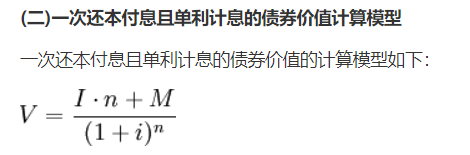 (二)一次还本付息且单利计息的债券价值计算模型
一次还本付息且单利计息的债券价值的计算模型如下：
V = \frac{I \cdot n + M}{(1 + i)^n}